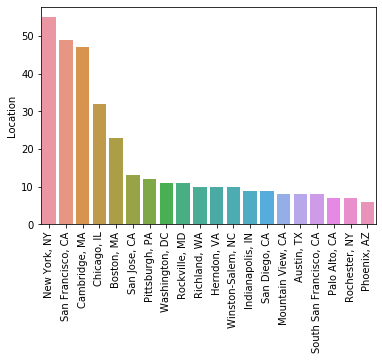 50
40
30
20
10
0
Location
New York, NY
San Francisco, CA
Cambridge, MA
Chicago, IL
Boston, MA
San Jose, CA
Pittsburgh, PA
Washington, DC
Rockville, MD
Richland, WA
Herndon, VA
Winston-Salem, NC
Indianapolis, IN
San Diego, CA
Mountain View, CA
Austin, TX
South San Francisco, CA
Palo Alto, CA
Rochester, NY
Phoenix, AZ